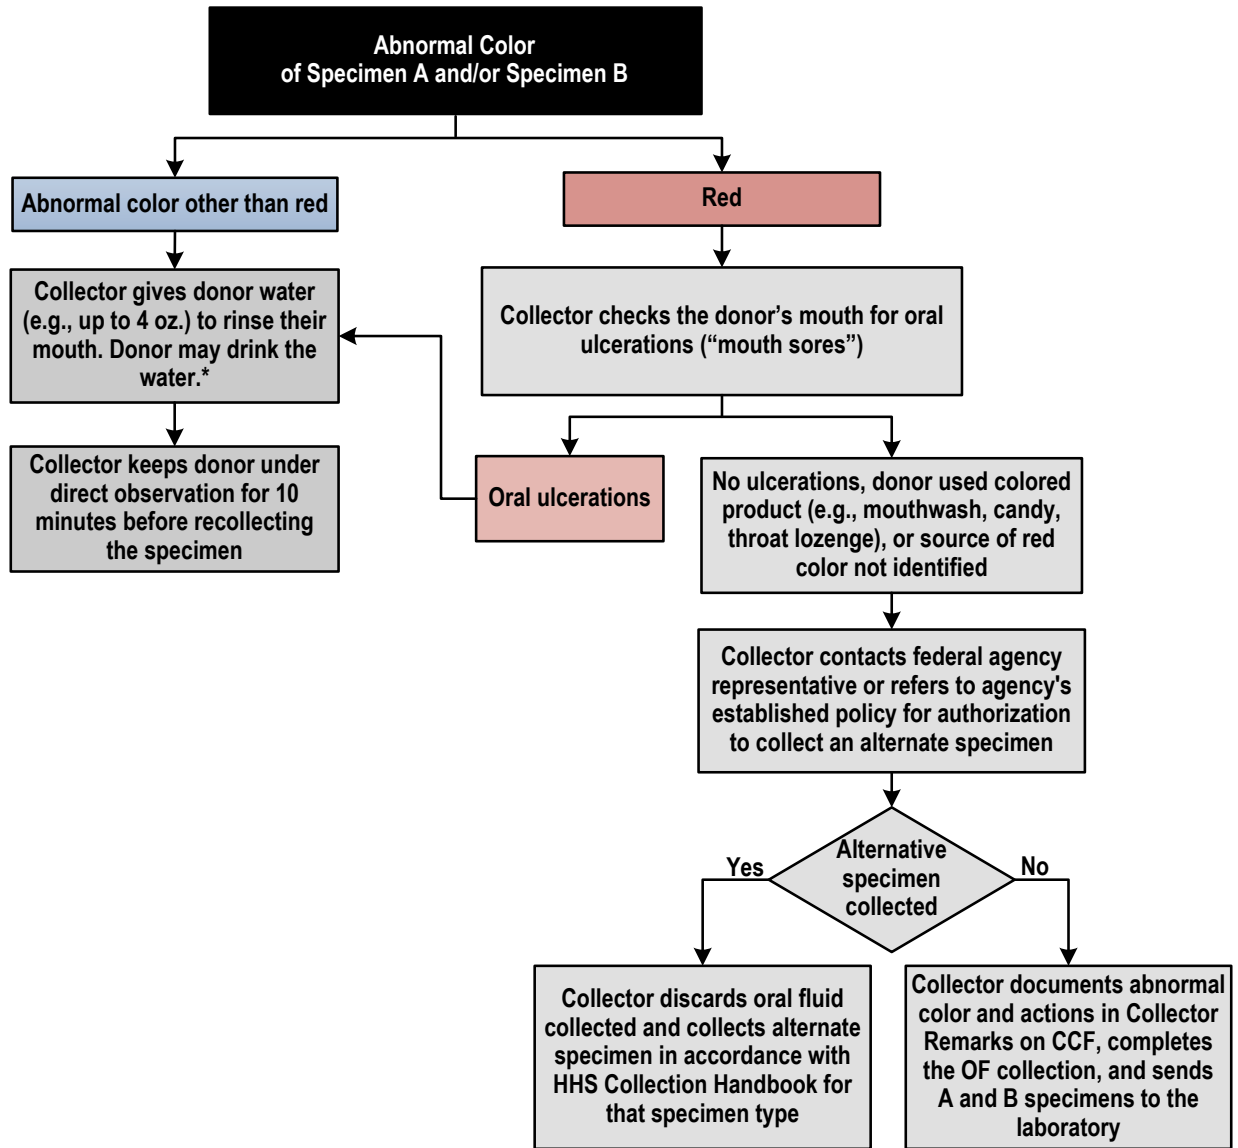 Abnormal Color
of Specimen A and/or Specimen B
Abnormal color other than red
Red
Collector gives donor water
(e.g., up to 4 oz.) to rinse their
mouth. Donor may drink the
water.*
Collector checks the donor’s mouth for oral
ulcerations (“mouth sores”)
Collector keeps donor under
direct observation for 10
minutes before recollecting
the specimen
Oral ulcerations
No ulcerations, donor used colored
product (e.g., mouthwash, candy,
throat lozenge), or source of red
color not identified
Collector contacts federal agency
representative or refers to agency's
established policy for authorization
to collect an alternate specimen
Yes
Alternative
specimen
collected
No
Collector discards oral fluid
collected and collects alternate
specimen in accordance with
HHS Collection Handbook for
that specimen type
Collector documents abnormal
color and actions in Collector
Remarks on CCF, completes
the OF collection, and sends
A and B specimens to the
laboratory